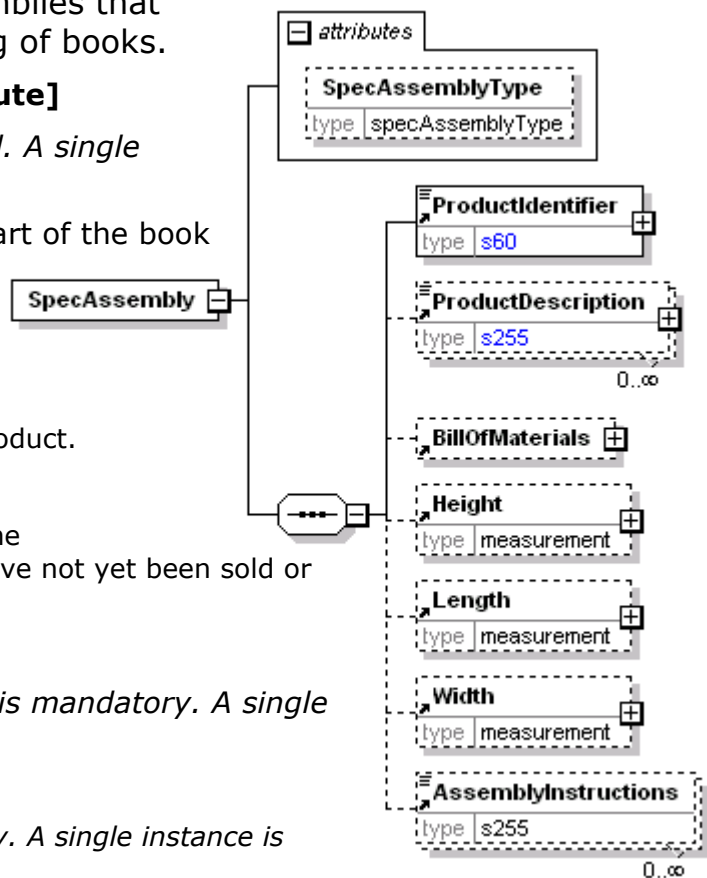 mblies that
g of books.
ute]
l. A single
art of the book
oduct.
he
ve not yet been sold or
is mandatory. A single
y. A single instance is
attributes
SpecAssemblyType
type specAssemblyType
SpecAssembly
ProductIdentifier
type s60
ProductDescription
type s255
0..∞
BillOfMaterials
Height
type measurement
Length
type measurement
Width
type measurement
AssemblyInstructions
type s255
0..∞